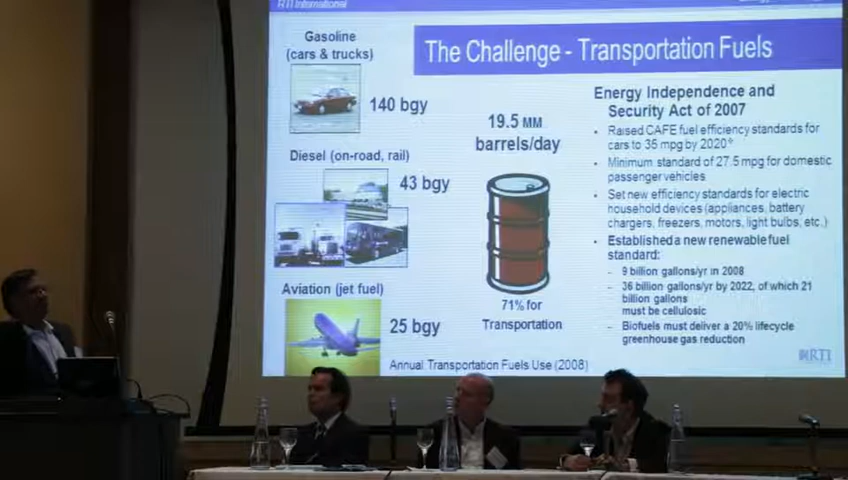 RTI International
The Challenge - Transportation Fuels
Gasoline
(cars & trucks)
140 bgy
Diesel (on-road, rail)
43 bgy
Aviation (jet fuel)
25 bgy
19.5 MM
barrels/day
71% for
Transportation
Annual Transportation Fuels Use (2008)
Energy Independence and
Security Act of 2007
• Raised CAFE fuel efficiency standards for
cars to 35 mpg by 2020*
• Minimum standard of 27.5 mpg for domestic
passenger vehicles
• Set new efficiency standards for electric
household devices (appliances, battery
chargers, freezers, motors, light bulbs, etc.)
• Established a new renewable fuel
standard:
– 9 billion gallons/yr in 2008
– 36 billion gallons/yr by 2022, of which 21
billion gallons
must be cellulosic
– Biofuels must deliver a 20% lifecycle
greenhouse gas reduction
RTI